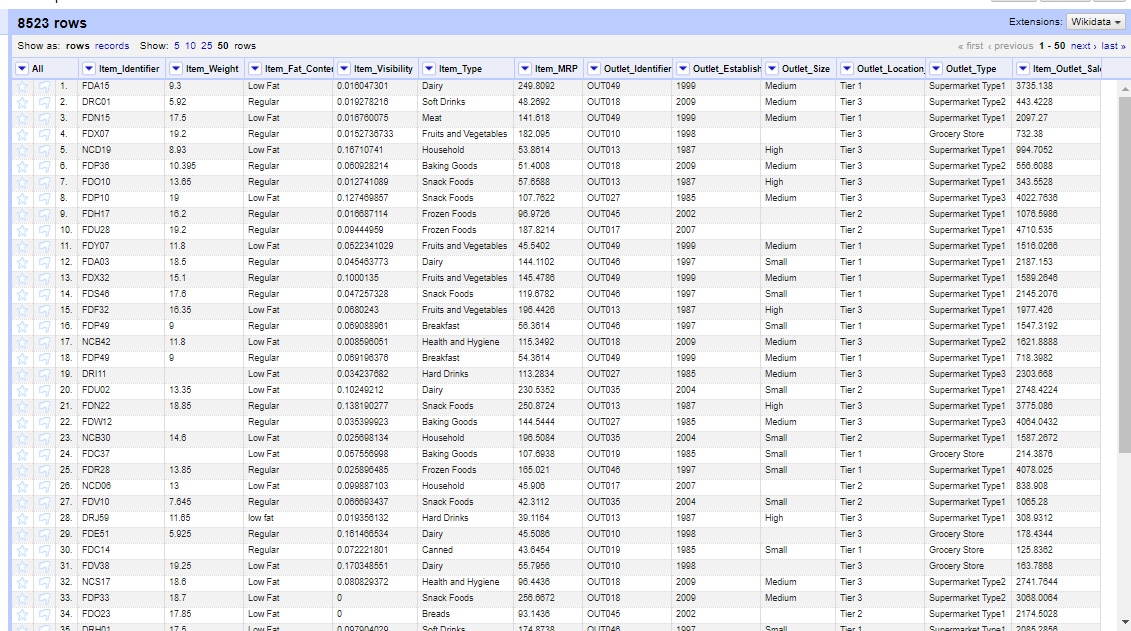 8523 rows Extensions: Wikidata
Show as: rows records Show: 5 10 25 50 rows « first ‹ previous 1 - 50 next › last »
All Item_Identifier Item_Weight Item_Fat_Conter Item_Visibility Item_Type Item_MRP Outlet_Identifier Outlet_Establish Outlet_Size Outlet_Location_ Outlet_Type Item_Outlet_Sale
1. FDA15 9.3 Low Fat 0.016047301 Dairy 249.8092 OUT049 1999 Medium Tier 1 Supermarket Type1 3735.138
2. DRC01 5.92 Regular 0.019278216 Soft Drinks 48.2692 OUT018 2009 Medium Tier 3 Supermarket Type2 443.4228
3. FDN15 17.5 Low Fat 0.016760075 Meat 141.618 OUT049 1999 Medium Tier 1 Supermarket Type1 2097.27
4. FDX07 19.2 Regular 0.0152736733 Fruits and Vegetables 182.095 OUT010 1998 Tier 3 Grocery Store 732.38
5. NCD19 8.93 Low Fat 0.16710741 Household 53.8614 OUT013 1987 High Tier 3 Supermarket Type1 994.7052
6. FDP36 10.395 Regular 0.060928214 Baking Goods 51.4008 OUT018 2009 Medium Tier 3 Supermarket Type2 556.6088
7. FDO10 13.65 Regular 0.012741089 Snack Foods 57.6588 OUT013 1987 High Tier 3 Supermarket Type1 343.5528
8. FDP10 19 Low Fat 0.127469857 Snack Foods 107.7622 OUT027 1985 Medium Tier 3 Supermarket Type3 4022.7636
9. FDH17 16.2 Regular 0.016687114 Frozen Foods 96.9726 OUT045 2002 Tier 2 Supermarket Type1 1076.5986
10. FDU28 19.2 Regular 0.09444959 Frozen Foods 187.8214 OUT017 2007 Tier 2 Supermarket Type1 4710.535
11. FDY07 11.8 Low Fat 0.0522341029 Fruits and Vegetables 45.5402 OUT049 1999 Medium Tier 1 Supermarket Type1 1516.0266
12. FDA03 18.5 Regular 0.045463773 Dairy 144.1102 OUT046 1997 Small Tier 1 Supermarket Type1 2187.153
13. FDX32 15.1 Regular 0.1000135 Fruits and Vegetables 145.4786 OUT049 1999 Medium Tier 1 Supermarket Type1 1589.2646
14. FDS46 17.6 Regular 0.047257328 Snack Foods 119.6782 OUT046 1997 Small Tier 1 Supermarket Type1 2145.2076
15. FDF32 16.35 Low Fat 0.0680243 Fruits and Vegetables 196.4426 OUT013 1987 High Tier 3 Supermarket Type1 1977.426
16. FDP49 9 Regular 0.069088961 Breakfast 56.3614 OUT046 1997 Small Tier 1 Supermarket Type1 1547.3192
17. NCB42 11.8 Low Fat 0.008596051 Health and Hygiene 115.3492 OUT018 2009 Medium Tier 3 Supermarket Type2 1621.8888
18. FDP49 9 Regular 0.069196376 Breakfast 54.3614 OUT049 1999 Medium Tier 1 Supermarket Type1 718.3982
19. DRI11 Low Fat 0.034237682 Hard Drinks 113.2834 OUT027 1985 Medium Tier 3 Supermarket Type3 2303.668
20. FDU02 13.35 Low Fat 0.10249212 Dairy 230.5352 OUT035 2004 Small Tier 2 Supermarket Type1 2748.4224
21. FDN22 18.85 Regular 0.138190277 Snack Foods 250.8724 OUT013 1987 High Tier 3 Supermarket Type1 3775.086
22. FDW12 Regular 0.035399923 Baking Goods 144.5444 OUT027 1985 Medium Tier 3 Supermarket Type3 4064.0432
23. NCB30 14.6 Low Fat 0.025698134 Household 196.5084 OUT035 2004 Small Tier 2 Supermarket Type1 1587.2672
24. FDC37 Low Fat 0.057556998 Baking Goods 107.6938 OUT019 1985 Small Tier 1 Grocery Store 214.3876
25. FDR28 13.85 Regular 0.025896485 Frozen Foods 165.021 OUT046 1997 Small Tier 1 Supermarket Type1 4078.025
26. NCD06 13 Low Fat 0.099887103 Household 45.906 OUT017 2007 Tier 2 Supermarket Type1 838.908
27. FDV10 7.645 Regular 0.066693437 Snack Foods 42.3112 OUT035 2004 Small Tier 2 Supermarket Type1 1065.28
28. DRJ59 11.65 low fat 0.019356132 Hard Drinks 39.1164 OUT013 1987 High Tier 3 Supermarket Type1 308.9312
29. FDE51 5.925 Regular 0.161466534 Dairy 45.5086 OUT010 1998 Tier 3 Grocery Store 178.4344
30. FDC14 Regular 0.072221801 Canned 43.6454 OUT019 1985 Small Tier 1 Grocery Store 125.8362
31. FDV38 19.25 Regular 0.170348551 Dairy 55.7956 OUT010 1998 Tier 3 Grocery Store 163.7868
32. NCS17 18.6 Low Fat 0.080829372 Health and Hygiene 96.4436 OUT018 2009 Medium Tier 3 Supermarket Type2 2741.7644
33. FDP33 18.7 Low Fat 0 Snack Foods 256.6672 OUT018 2009 Medium Tier 3 Supermarket Type2 3068.0064
34. FDO23 17.85 Low Fat 0 Breads 93.1436 OUT045 2002 Tier 2 Supermarket Type1 2174.5028
35. DRH01 17.5 Low Fat 0.097904029 Soft Drinks 174.8738 OUT046 1997 Small Tier 1 Supermarket Type1 2085.2856